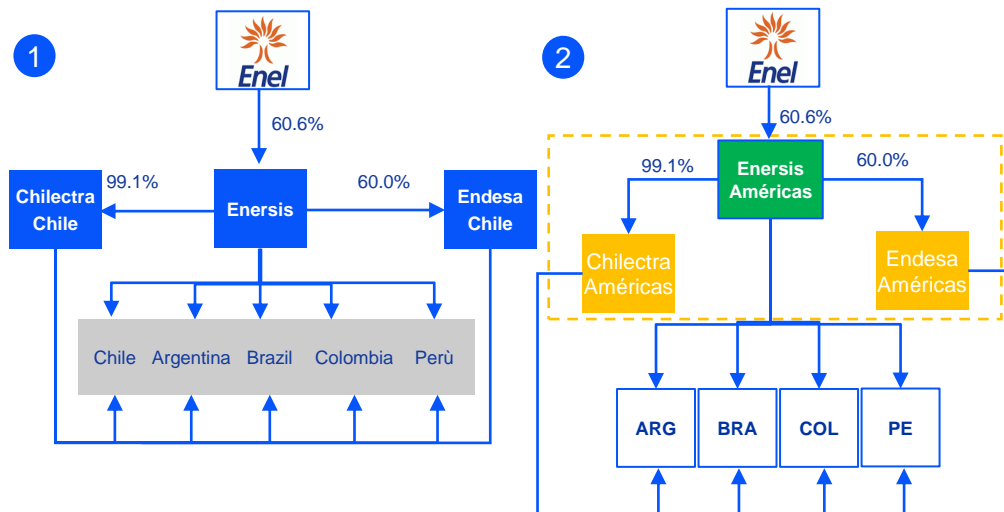 1
Enel
60.6%
Chilectra
Chile
99.1%
Enersis
60.0%
Endesa
Chile
Chile Argentina Brazil Colombia Perù
2
Enel
60.6%
Enersis
Américas
99.1%
60.0%
Chilectra
Américas
Endesa
Américas
ARG BRA COL PE